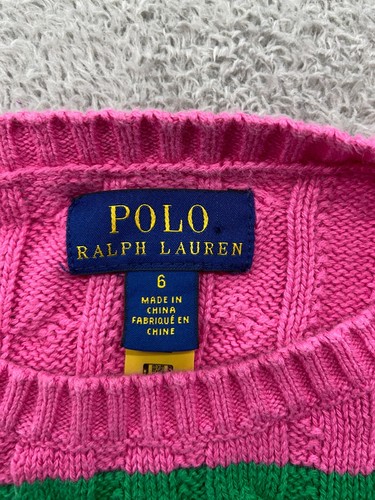 POLO
RALPH LAUREN
6
MADE IN
CHINA
FABRIQUÉ EN
CHINE